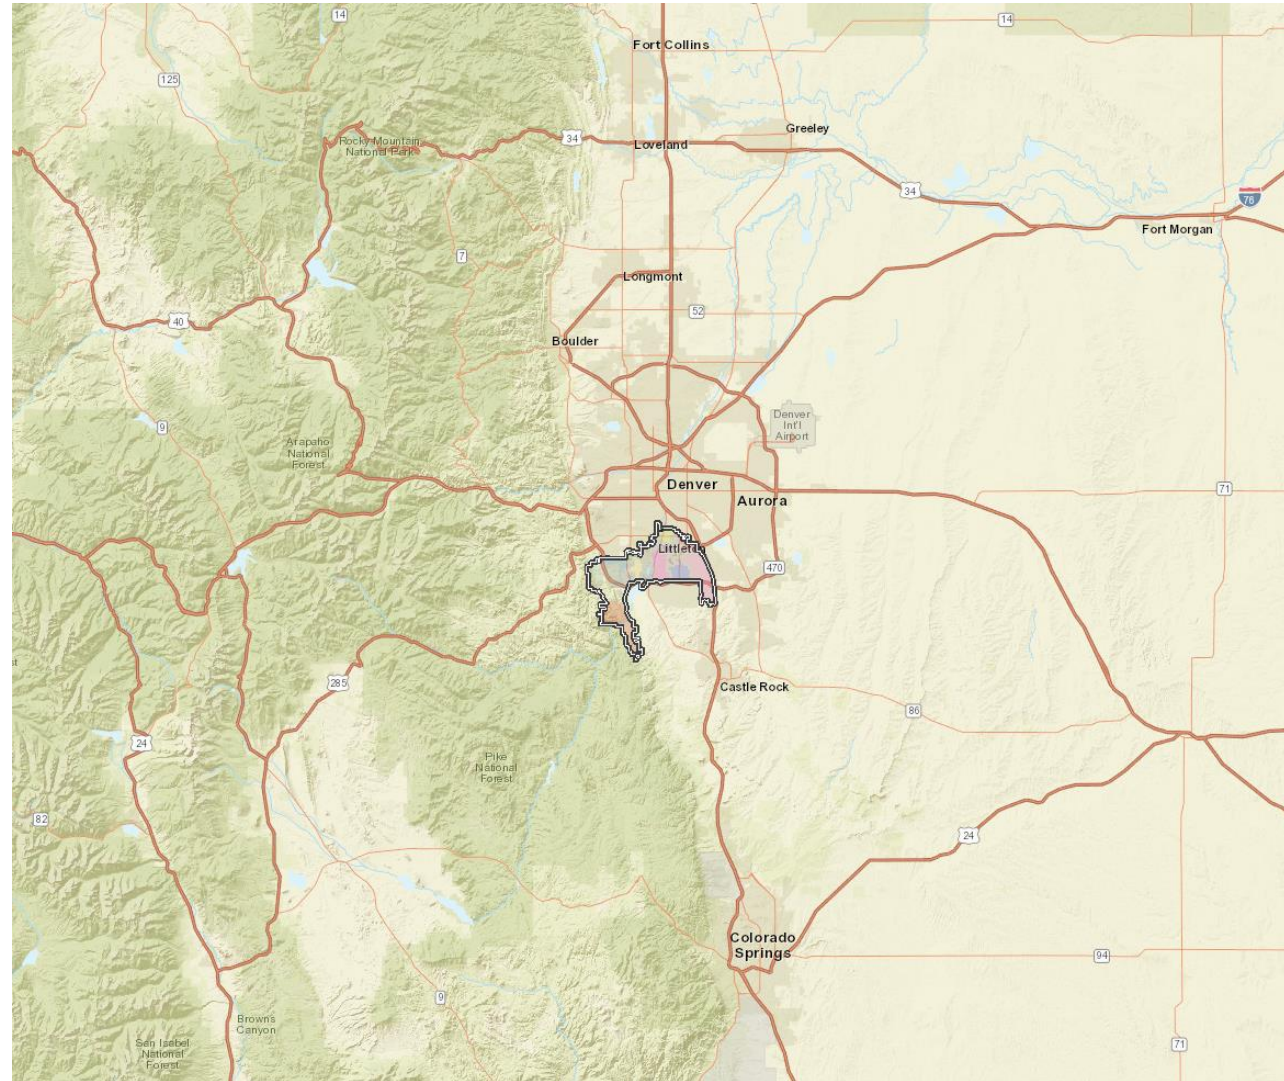 14
14
Fort Collins
125
Greeley
34
Rocky Mountain
National Park
Loveland
34
76
Fort Morgan
7
Longmont
52
40
Boulder
9
Denver
Int'l
Airport
Arapaho
National
Forest
Denver
Aurora
71
Littleton
470
285
Castle Rock
86
24
Pike
National
Forest
82
24
Colorado
Springs
94
9
Browns
Canyon
San Isabel
National
Forest
71